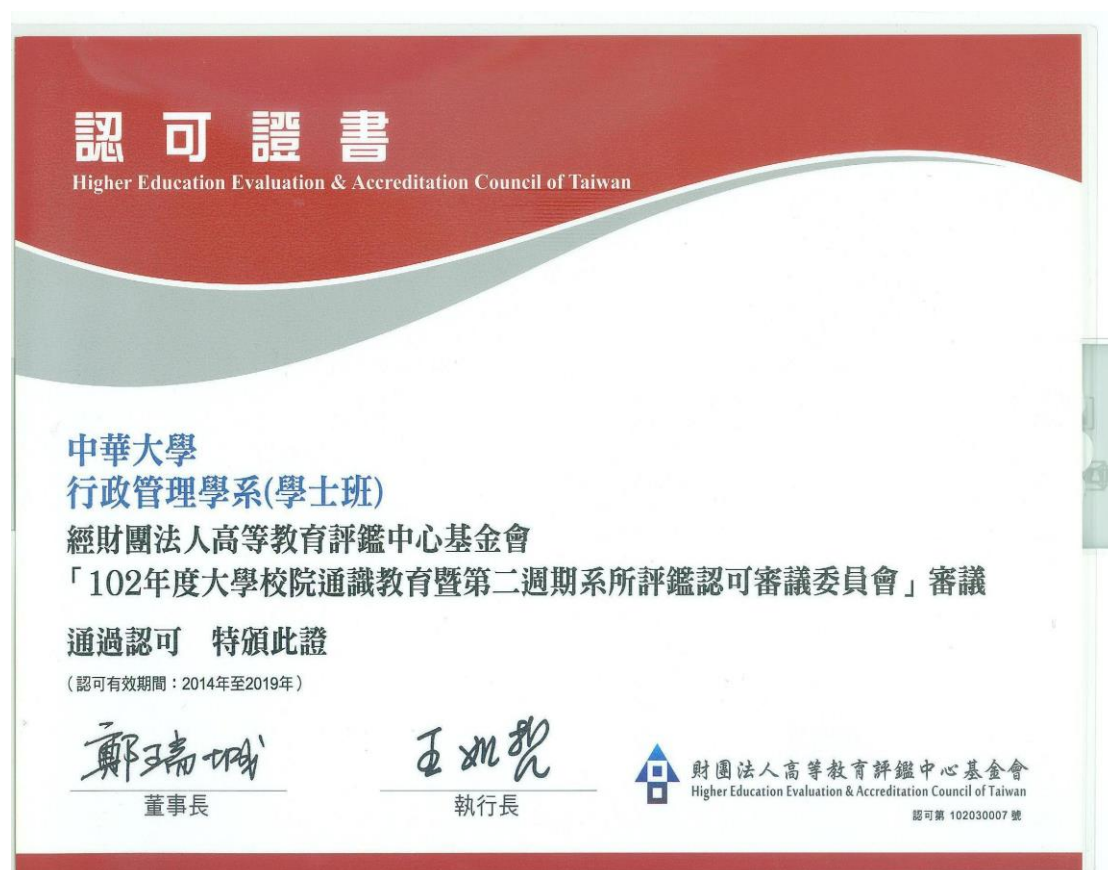 認可證書
Higher Education Evaluation & Accreditation Council of Taiwan
中華大學
行政管理學系(學士班)
經財團法人高等教育評鑑中心基金會
「102年度大學校院通識教育暨第二週期系所評鑑認可審議委員會」審議
通過認可 特頒此證
(認可有效期間：2014年至2019年)
鄭瑞城
王如哲
董事長
執行長
財團法人高等教育評鑑中心基金會
Higher Education Evaluation & Accreditation Council of Taiwan
認可第 102030007 號